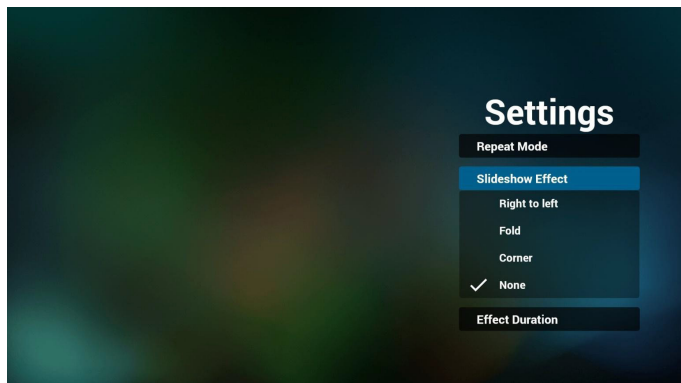 Settings
Repeat Mode
Slideshow Effect
Right to left
Fold
Corner
None
Effect Duration